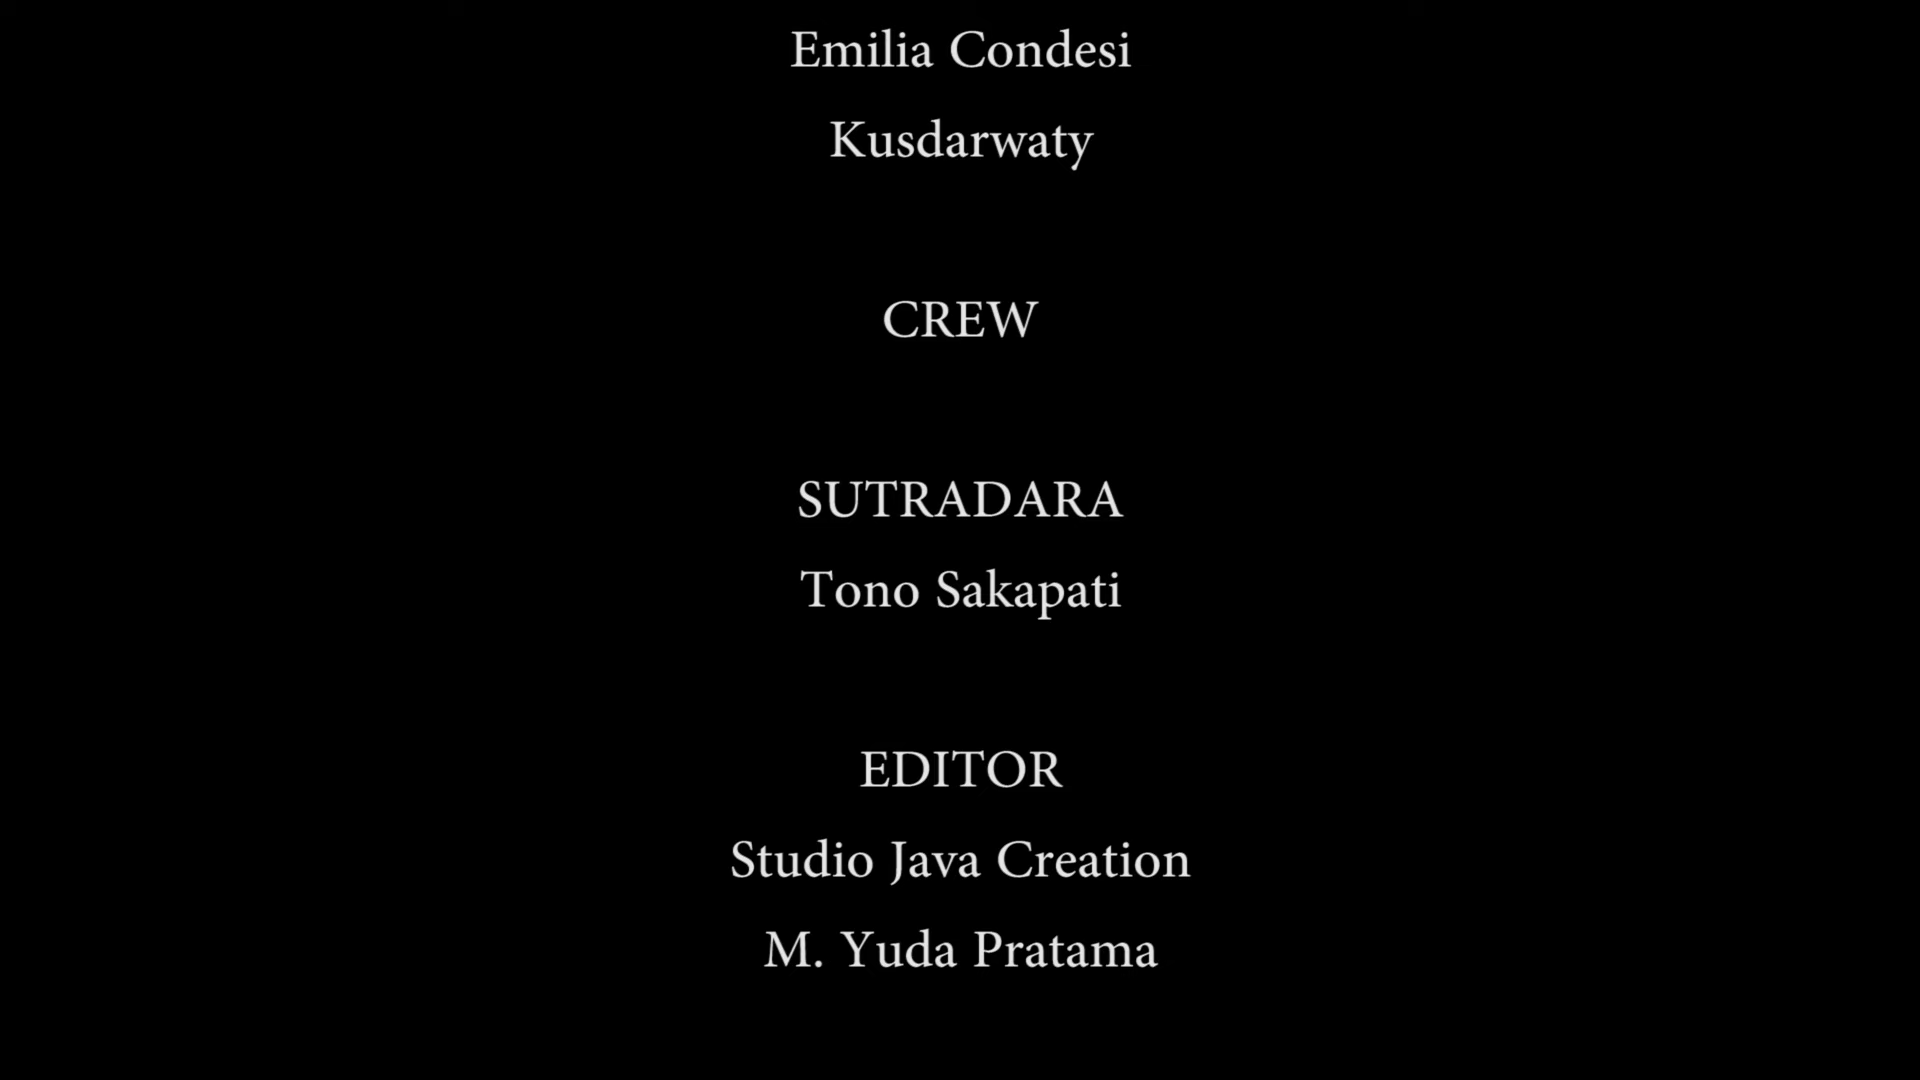 Emilia Condesi
Kusdarwaty
CREW
SUTRADARA
Tono Sakapati
EDITOR
Studio Java Creation
M. Yuda Pratama